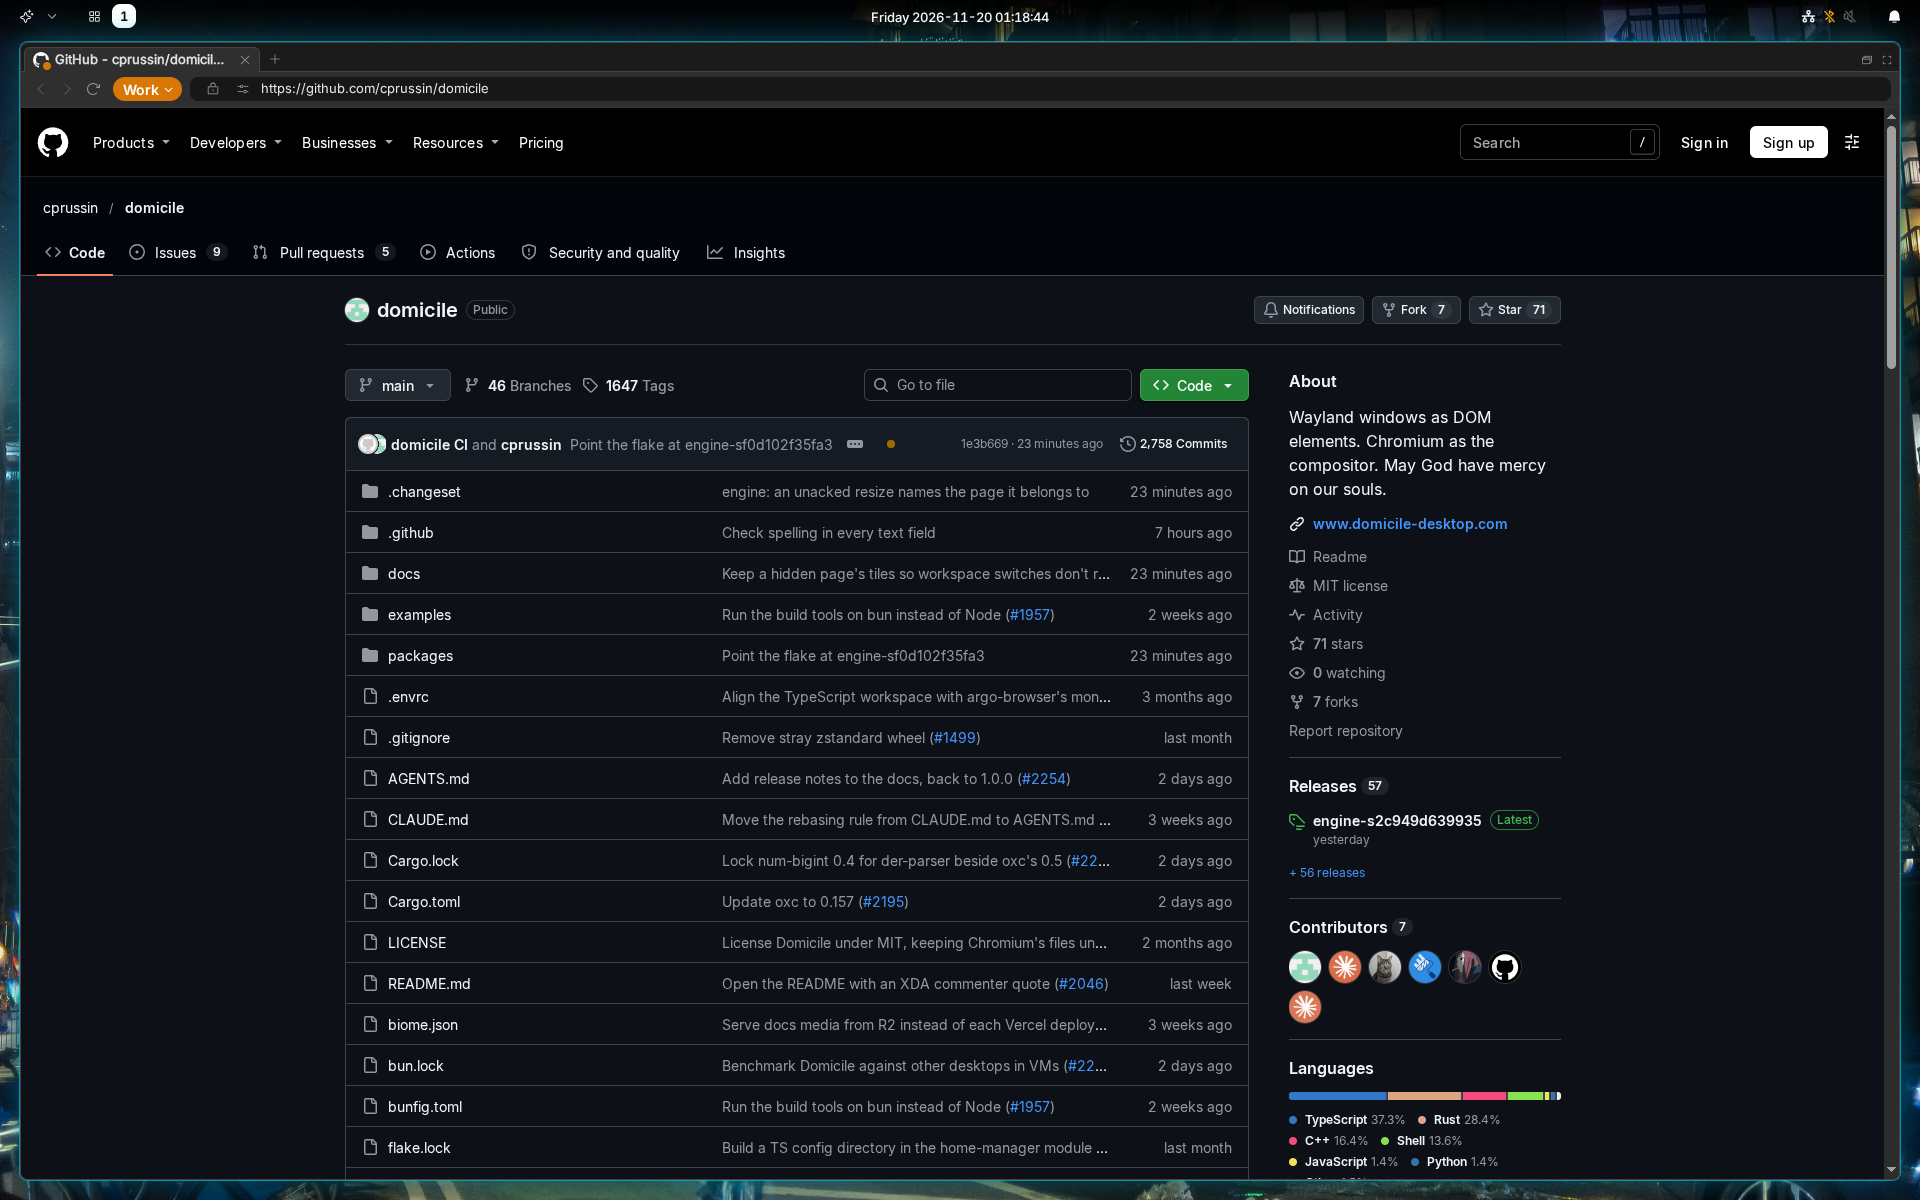 1
Friday 2026-11-20 01:18:44
GitHub - cprussin/domicil...
Work
https://github.com/cprussin/domicile
Products
Developers
Businesses
Resources
Pricing
Search
/
Sign in
Sign up
cprussin / domicile
Code
Issues 9
Pull requests 5
Actions
Security and quality
Insights
domicile Public
Notifications
Fork 7
Star 71
main
46 Branches
1647 Tags
Go to file
Code
domicile CI and cprussin Point the flake at engine-sf0d102f35fa3
1e3b669 · 23 minutes ago
2,758 Commits
.changeset engine: an unacked resize names the page it belongs to 23 minutes ago
.github Check spelling in every text field 7 hours ago
docs Keep a hidden page's tiles so workspace switches don't r... 23 minutes ago
examples Run the build tools on bun instead of Node (#1957) 2 weeks ago
packages Point the flake at engine-sf0d102f35fa3 23 minutes ago
.envrc Align the TypeScript workspace with argo-browser's mon... 3 months ago
.gitignore Remove stray zstandard wheel (#1499) last month
AGENTS.md Add release notes to the docs, back to 1.0.0 (#2254) 2 days ago
CLAUDE.md Move the rebasing rule from CLAUDE.md to AGENTS.md ... 3 weeks ago
Cargo.lock Lock num-bigint 0.4 for der-parser beside oxc's 0.5 (#22... 2 days ago
Cargo.toml Update oxc to 0.157 (#2195) 2 days ago
LICENSE License Domicile under MIT, keeping Chromium's files un... 2 months ago
README.md Open the README with an XDA commenter quote (#2046) last week
biome.json Serve docs media from R2 instead of each Vercel deploy... 3 weeks ago
bun.lock Benchmark Domicile against other desktops in VMs (#22... 2 days ago
bunfig.toml Run the build tools on bun instead of Node (#1957) 2 weeks ago
flake.lock Build a TS config directory in the home-manager module ... last month
About
Wayland windows as DOM
elements. Chromium as the
compositor. May God have mercy
on our souls.
www.domicile-desktop.com
Readme
MIT license
Activity
71 stars
0 watching
7 forks
Report repository
Releases 57
engine-s2c949d639935 Latest
yesterday
+ 56 releases
Contributors 7
Languages
TypeScript 37.3% Rust 28.4%
C++ 16.4% Shell 13.6%
JavaScript 1.4% Python 1.4%